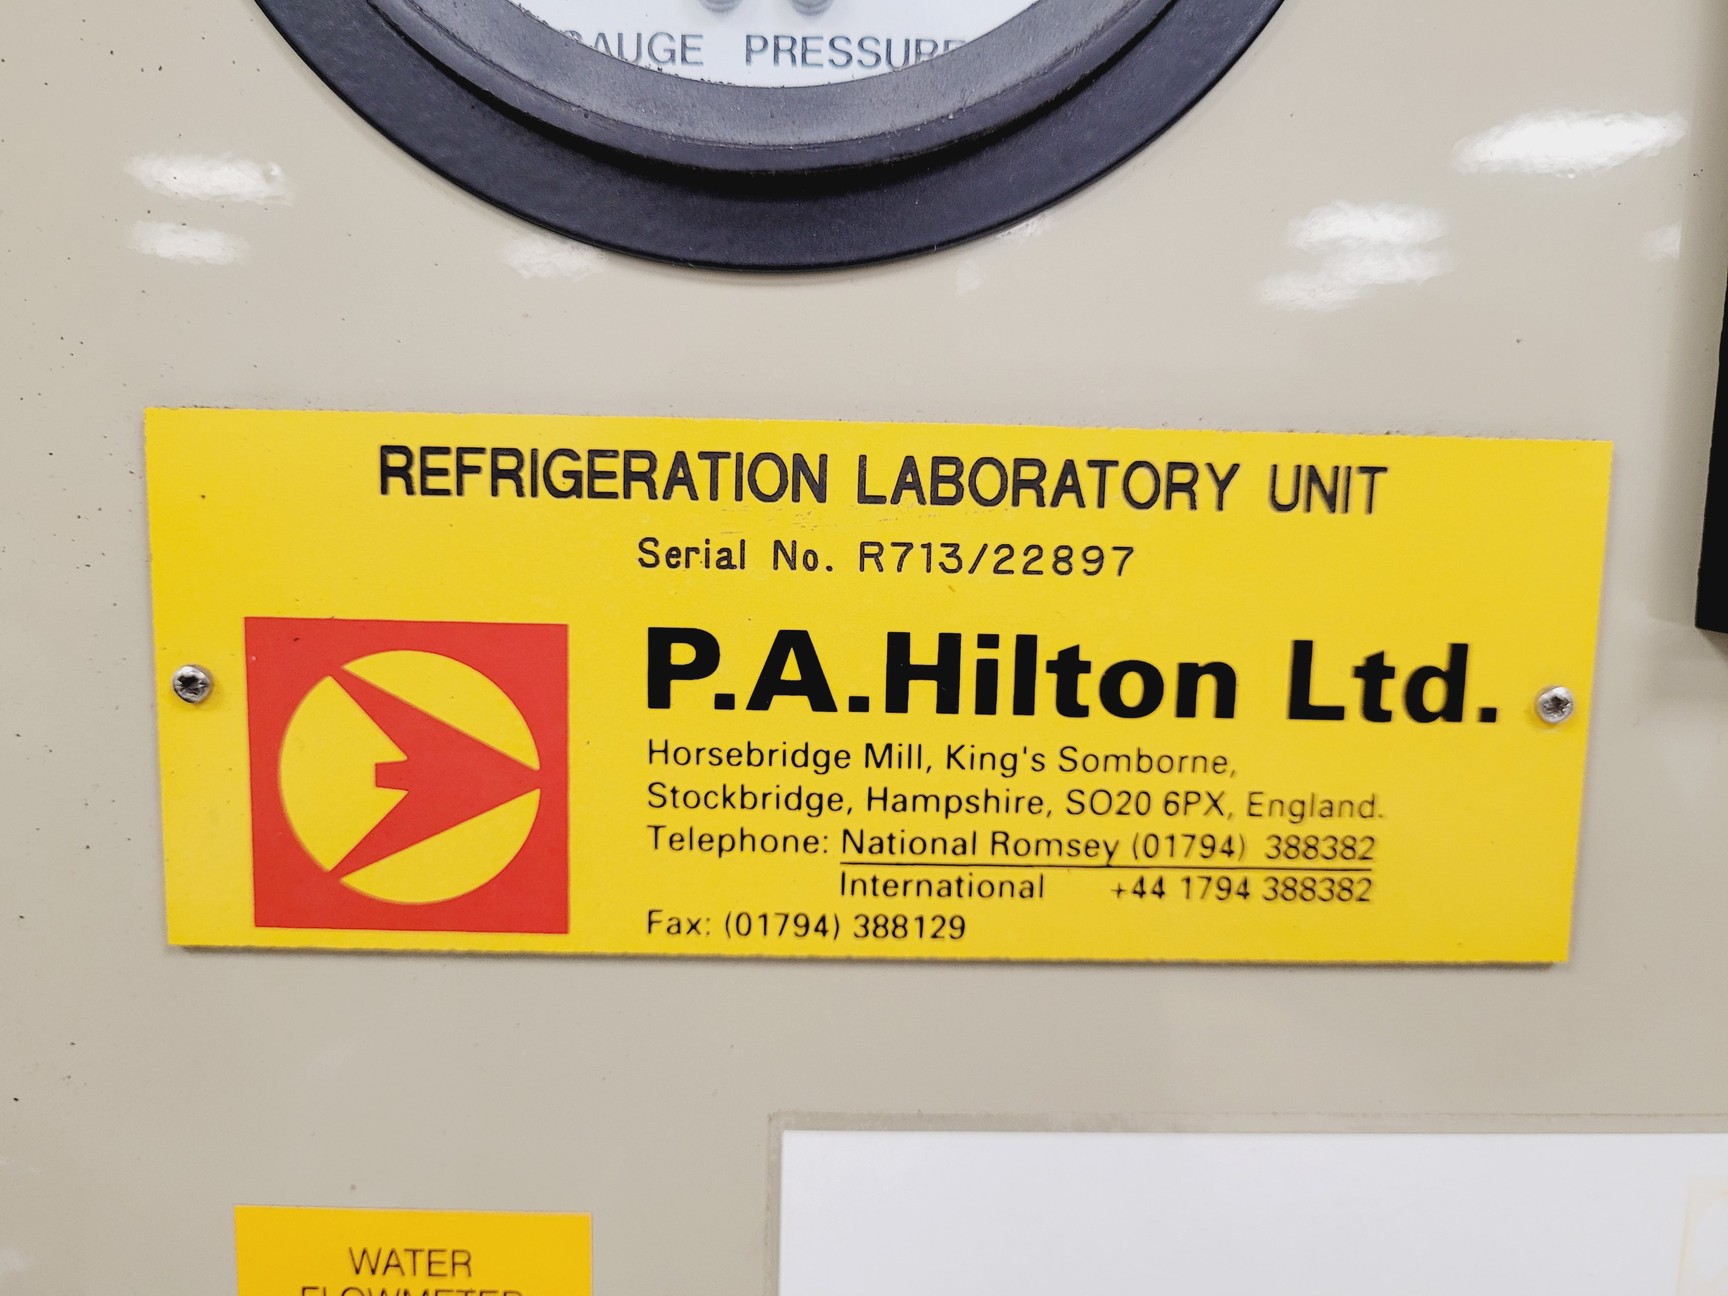 GAUGE PRESSURE
REFRIGERATION LABORATORY UNIT
Serial No. R713/22897
P.A.Hilton Ltd.
Horsebridge Mill, King's Somborne,
Stockbridge, Hampshire, SO20 6PX, England.
Telephone: National Romsey (01794) 388382
International +44 1794 388382
Fax: (01794) 388129
WATER
FLOWMETER